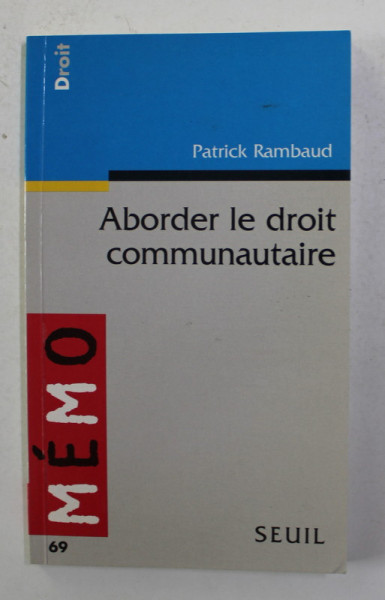 Droit
Patrick Rambaud
Aborder le droit
communautaire
MÉMO
69
SEUIL